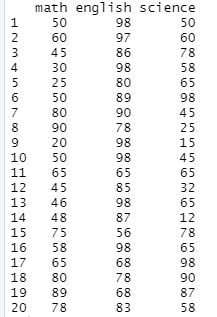 math english science
1 50 98 50
2 60 97 60
3 45 86 78
4 30 98 58
5 25 80 65
6 50 89 98
7 80 90 45
8 90 78 25
9 20 98 15
10 50 98 45
11 65 65 65
12 45 85 32
13 46 98 65
14 48 87 12
15 75 56 78
16 58 98 65
17 65 68 98
18 80 78 90
19 89 68 87
20 78 83 58